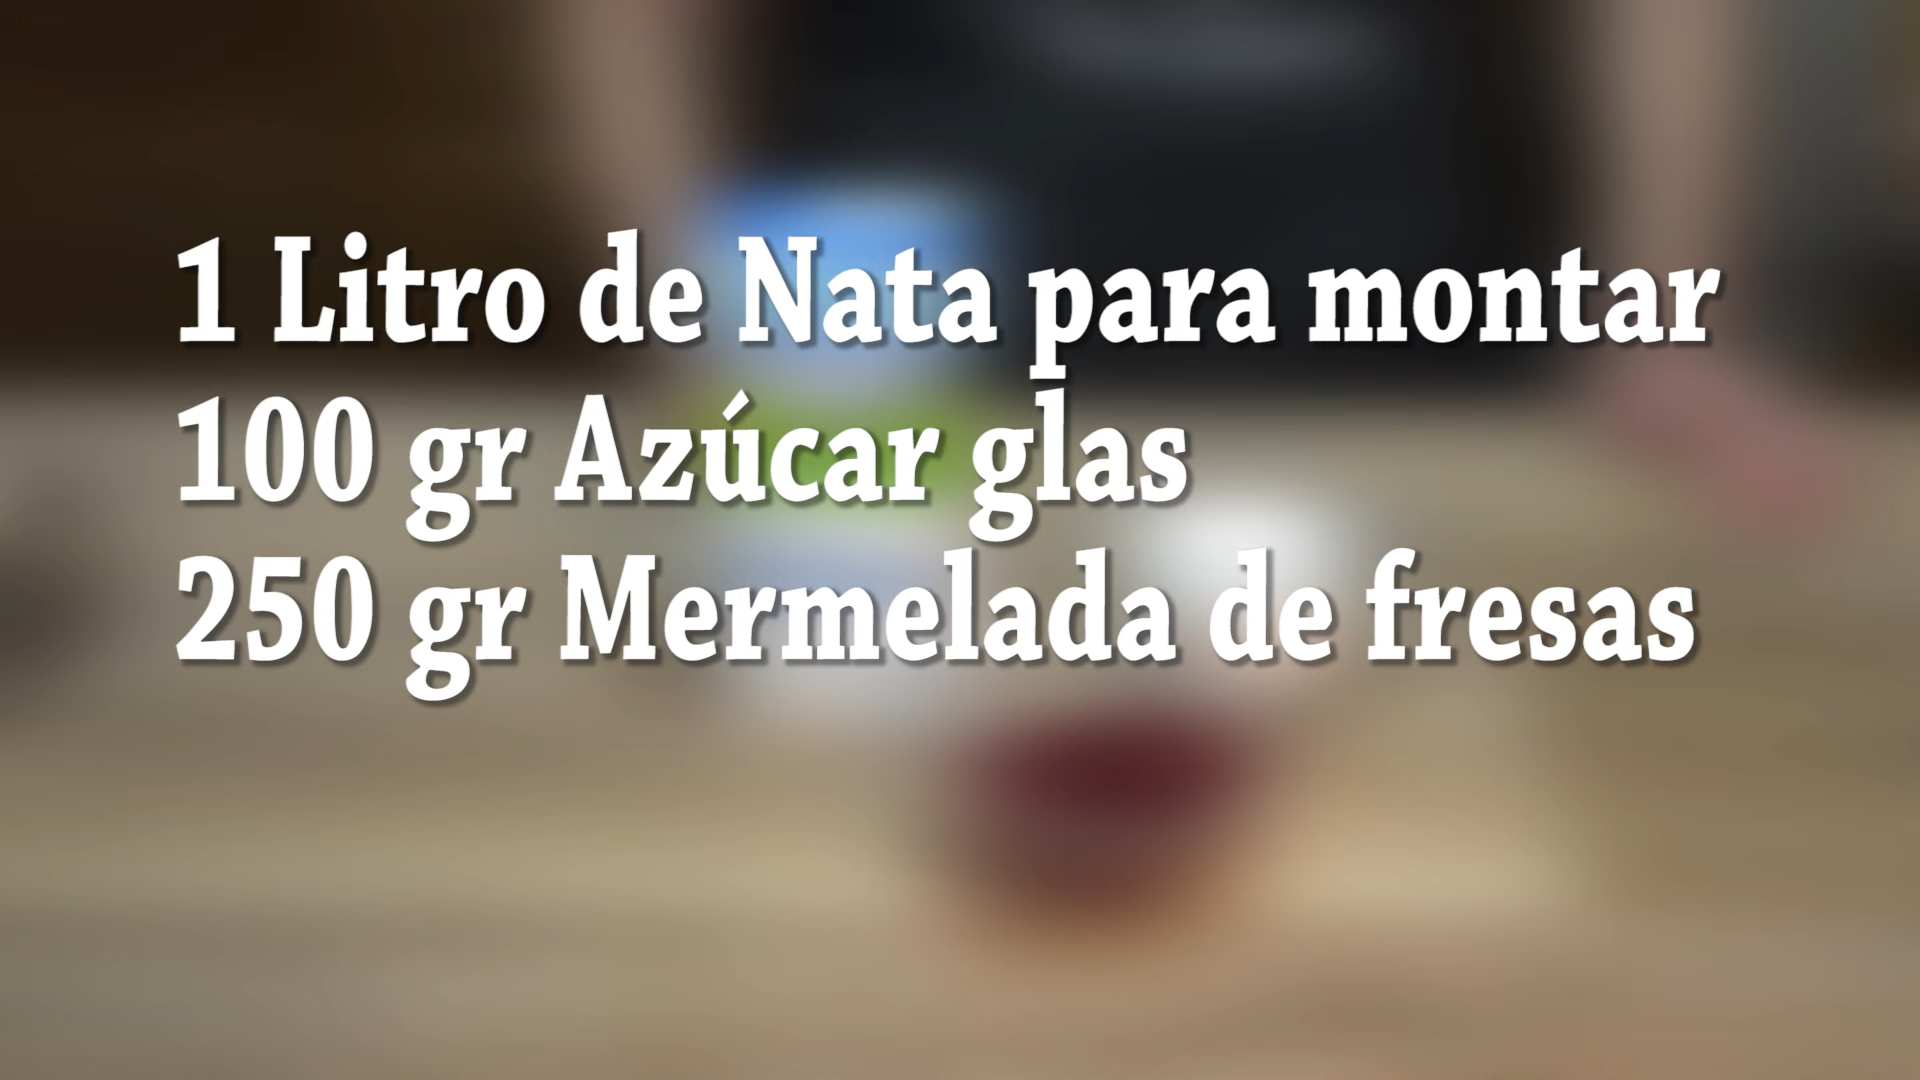 1 Litro de Nata para montar
100 gr Azúcar glas
250 gr Mermelada de fresas